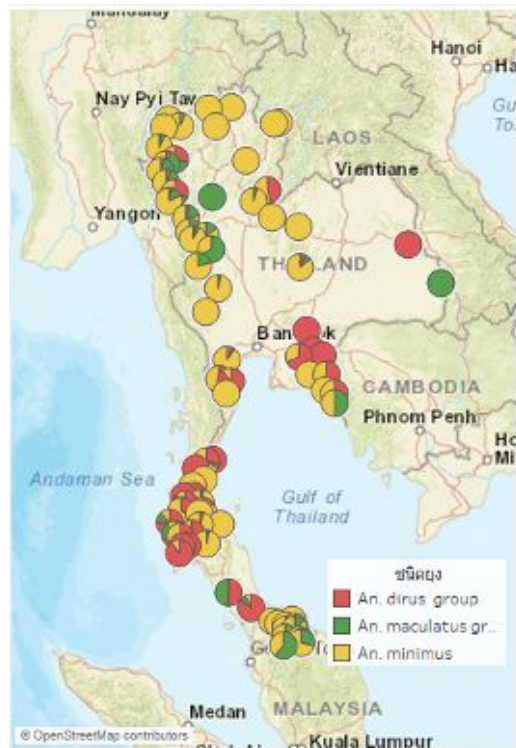 Mandalay
Hanoi
Nay Pyi Taw
LAOS
Vientiane
Yangon
THAILAND
Bangkok
CAMBODIA
Phnom Penh
Andaman Sea
Gulf of
Thailand
ชนิดยุง
An. dirus group
An. maculatus gr..
An. minimus
MALAYSIA
Medan
© OpenStreetMap contributors
Kuala Lumpur